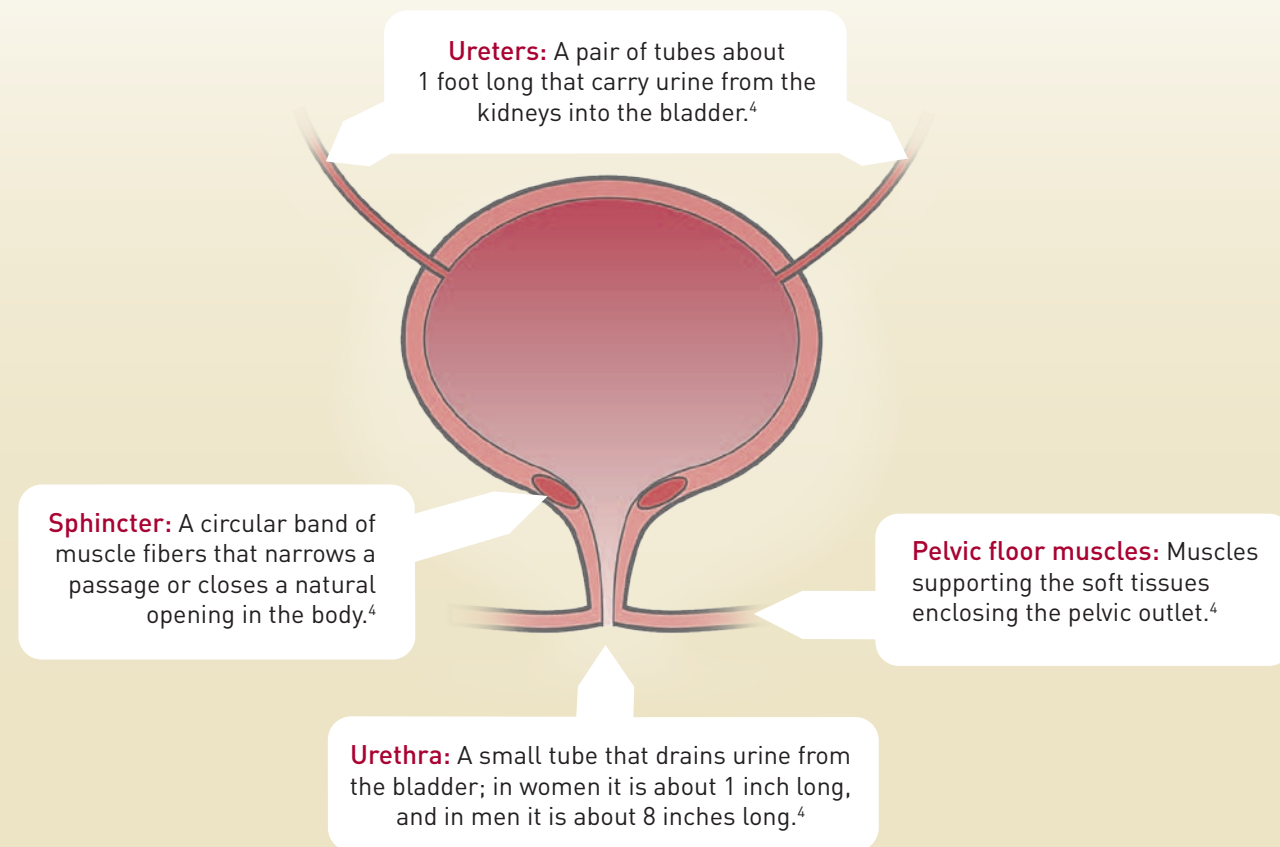 Ureters: A pair of tubes about
1 foot long that carry urine from the
kidneys into the bladder.⁴
Sphincter: A circular band of
muscle fibers that narrows a
passage or closes a natural
opening in the body.⁴
Pelvic floor muscles: Muscles
supporting the soft tissues
enclosing the pelvic outlet.⁴
Urethra: A small tube that drains urine from
the bladder; in women it is about 1 inch long,
and in men it is about 8 inches long.⁴